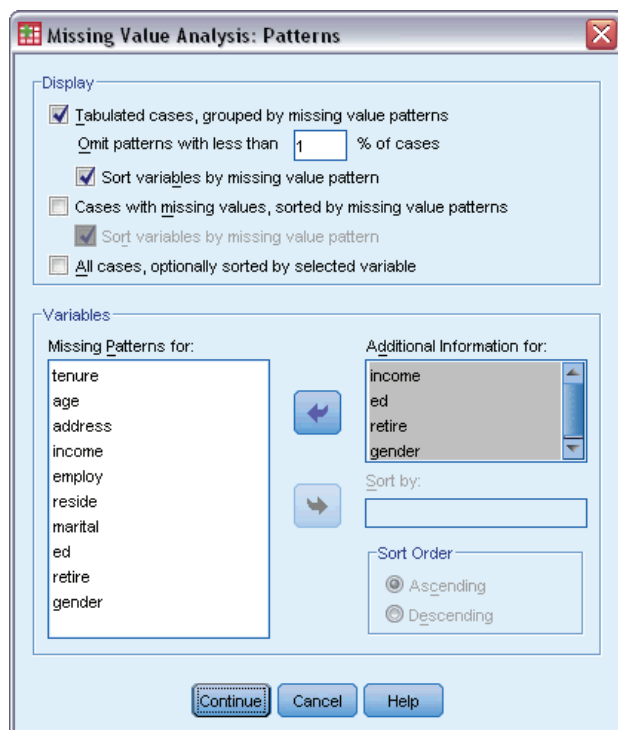 Missing Value Analysis: Patterns
Display
Tabulated cases, grouped by missing value patterns
Omit patterns with less than 1 % of cases
Sort variables by missing value pattern
Cases with missing values, sorted by missing value patterns
Sort variables by missing value pattern
All cases, optionally sorted by selected variable
Variables
Missing Patterns for:
tenure
age
address
income
employ
reside
marital
ed
retire
gender
Additional Information for:
income
ed
retire
gender
Sort by:
Sort Order
Ascending
Descending
Continue
Cancel
Help